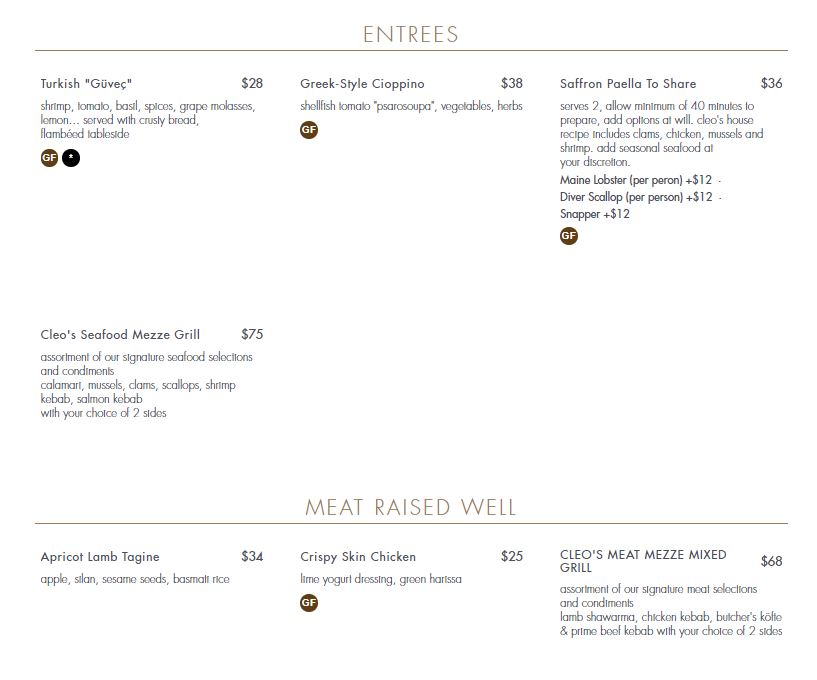 ENTREES
Turkish "Güveç" $28
shrimp, tomato, basil, spices, grape molasses,
lemon... served with crusty bread,
flambéed tableside
GF *
Greek-Style Cioppino $38
shellfish tomato "psarosoupa", vegetables, herbs
GF
Saffron Paella To Share $36
serves 2, allow minimum of 40 minutes to
prepare, add options at will. cleo's house
recipe includes clams, chicken, mussels and
shrimp. add seasonal seafood at
your discretion.
Maine Lobster (per peron) +$12 -
Diver Scallop (per person) +$12 -
Snapper +$12
GF
Cleo's Seafood Mezze Grill $75
assortment of our signature seafood selections
and condiments
calamari, mussels, clams, scallops, shrimp
kebab, salmon kebab
with your choice of 2 sides
MEAT RAISED WELL
Apricot Lamb Tagine $34
apple, silan, sesame seeds, basmati rice
Crispy Skin Chicken $25
lime yogurt dressing, green harissa
GF
CLEO'S MEAT MEZZE MIXED
GRILL $68
assortment of our signature meat selections
and condiments
lamb shawarma, chicken kebab, butcher's köfte
& prime beef kebab with your choice of 2 sides